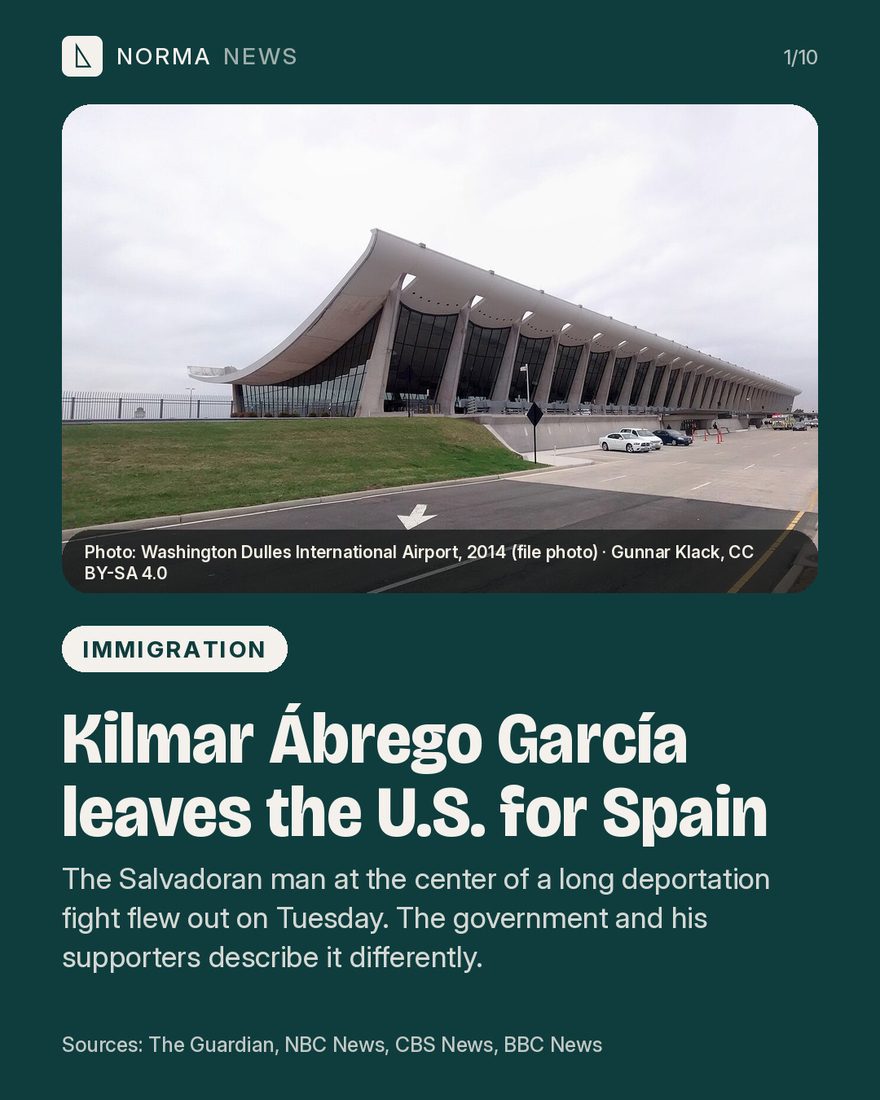 NORMA NEWS
1/10
Photo: Washington Dulles International Airport, 2014 (file photo) · Gunnar Klack, CC
BY-SA 4.0
IMMIGRATION
Kilmar Ábrego García
leaves the U.S. for Spain
The Salvadoran man at the center of a long deportation
fight flew out on Tuesday. The government and his
supporters describe it differently.
Sources: The Guardian, NBC News, CBS News, BBC News